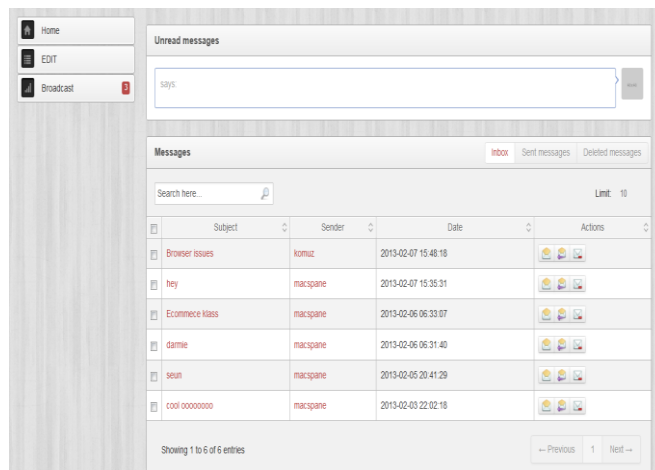 Home
EDIT
Broadcast 3
Unread messages
says:
Messages Inbox Sent messages Deleted messages
Search here... Limit: 10
Subject Sender Date Actions
Browser issues komuz 2013-02-07 15:48:18
hey macspane 2013-02-07 15:35:31
Ecommece klass macspane 2013-02-06 06:33:07
darmie macspane 2013-02-06 06:31:40
seun macspane 2013-02-05 20:41:29
cool oooooooo macspane 2013-02-03 22:02:18
Showing 1 to 6 of 6 entries ← Previous 1 Next →